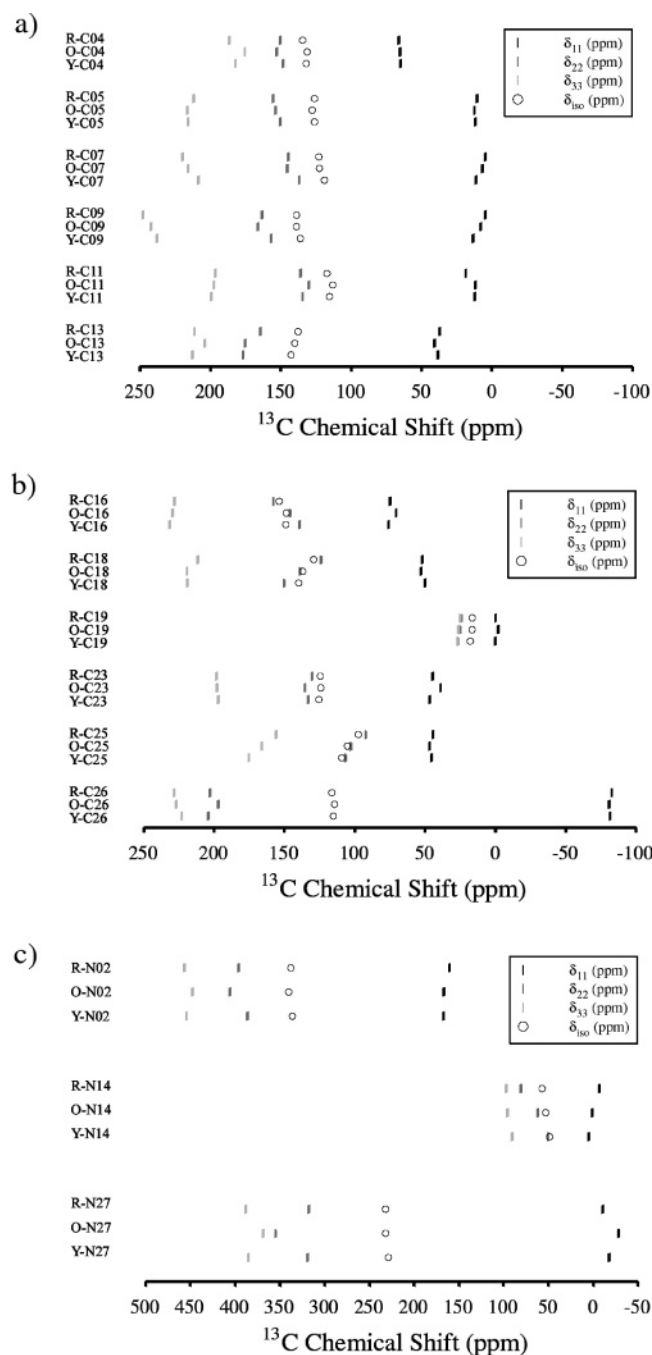 a)
R-C04
O-C04
Y-C04
R-C05
O-C05
Y-C05
R-C07
O-C07
Y-C07
R-C09
O-C09
Y-C09
R-C11
O-C11
Y-C11
R-C13
O-C13
Y-C13
δ11 (ppm)
δ22 (ppm)
δ33 (ppm)
δiso (ppm)
250 200 150 100 50 0 -50 -100
13C Chemical Shift (ppm)
b)
R-C16
O-C16
Y-C16
R-C18
O-C18
Y-C18
R-C19
O-C19
Y-C19
R-C23
O-C23
Y-C23
R-C25
O-C25
Y-C25
R-C26
O-C26
Y-C26
δ11 (ppm)
δ22 (ppm)
δ33 (ppm)
δiso (ppm)
250 200 150 100 50 0 -50 -100
13C Chemical Shift (ppm)
c)
R-N02
O-N02
Y-N02
R-N14
O-N14
Y-N14
R-N27
O-N27
Y-N27
δ11 (ppm)
δ22 (ppm)
δ33 (ppm)
δiso (ppm)
500 450 400 350 300 250 200 150 100 50 0 -50
13C Chemical Shift (ppm)